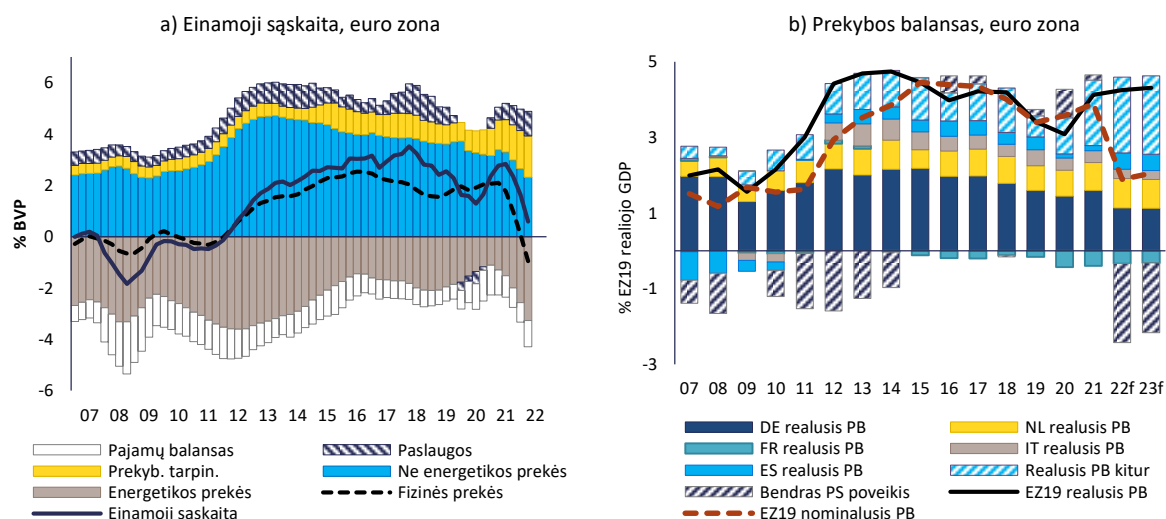 a) Einamoji sąskaita, euro zona
% BVP
6
4
2
0
-2
-4
-6
07 08 09 10 11 12 13 14 15 16 17 18 19 20 21 22
Pajamų balansas
Paslaugos
Prekyb. tarpin.
Ne energetikos prekės
Energetikos prekės
Fizinės prekės
Einamoji sąskaita
b) Prekybos balansas, euro zona
% EZ19 realiojo GDP
5
3
1
-1
-3
07 08 09 10 11 12 13 14 15 16 17 18 19 20 21 22f 23f
DE realusis PB
NL realusis PB
FR realusis PB
IT realusis PB
ES realusis PB
Realusis PB kitur
Bendras PS poveikis
EZ19 realusis PB
EZ19 nominalusis PB